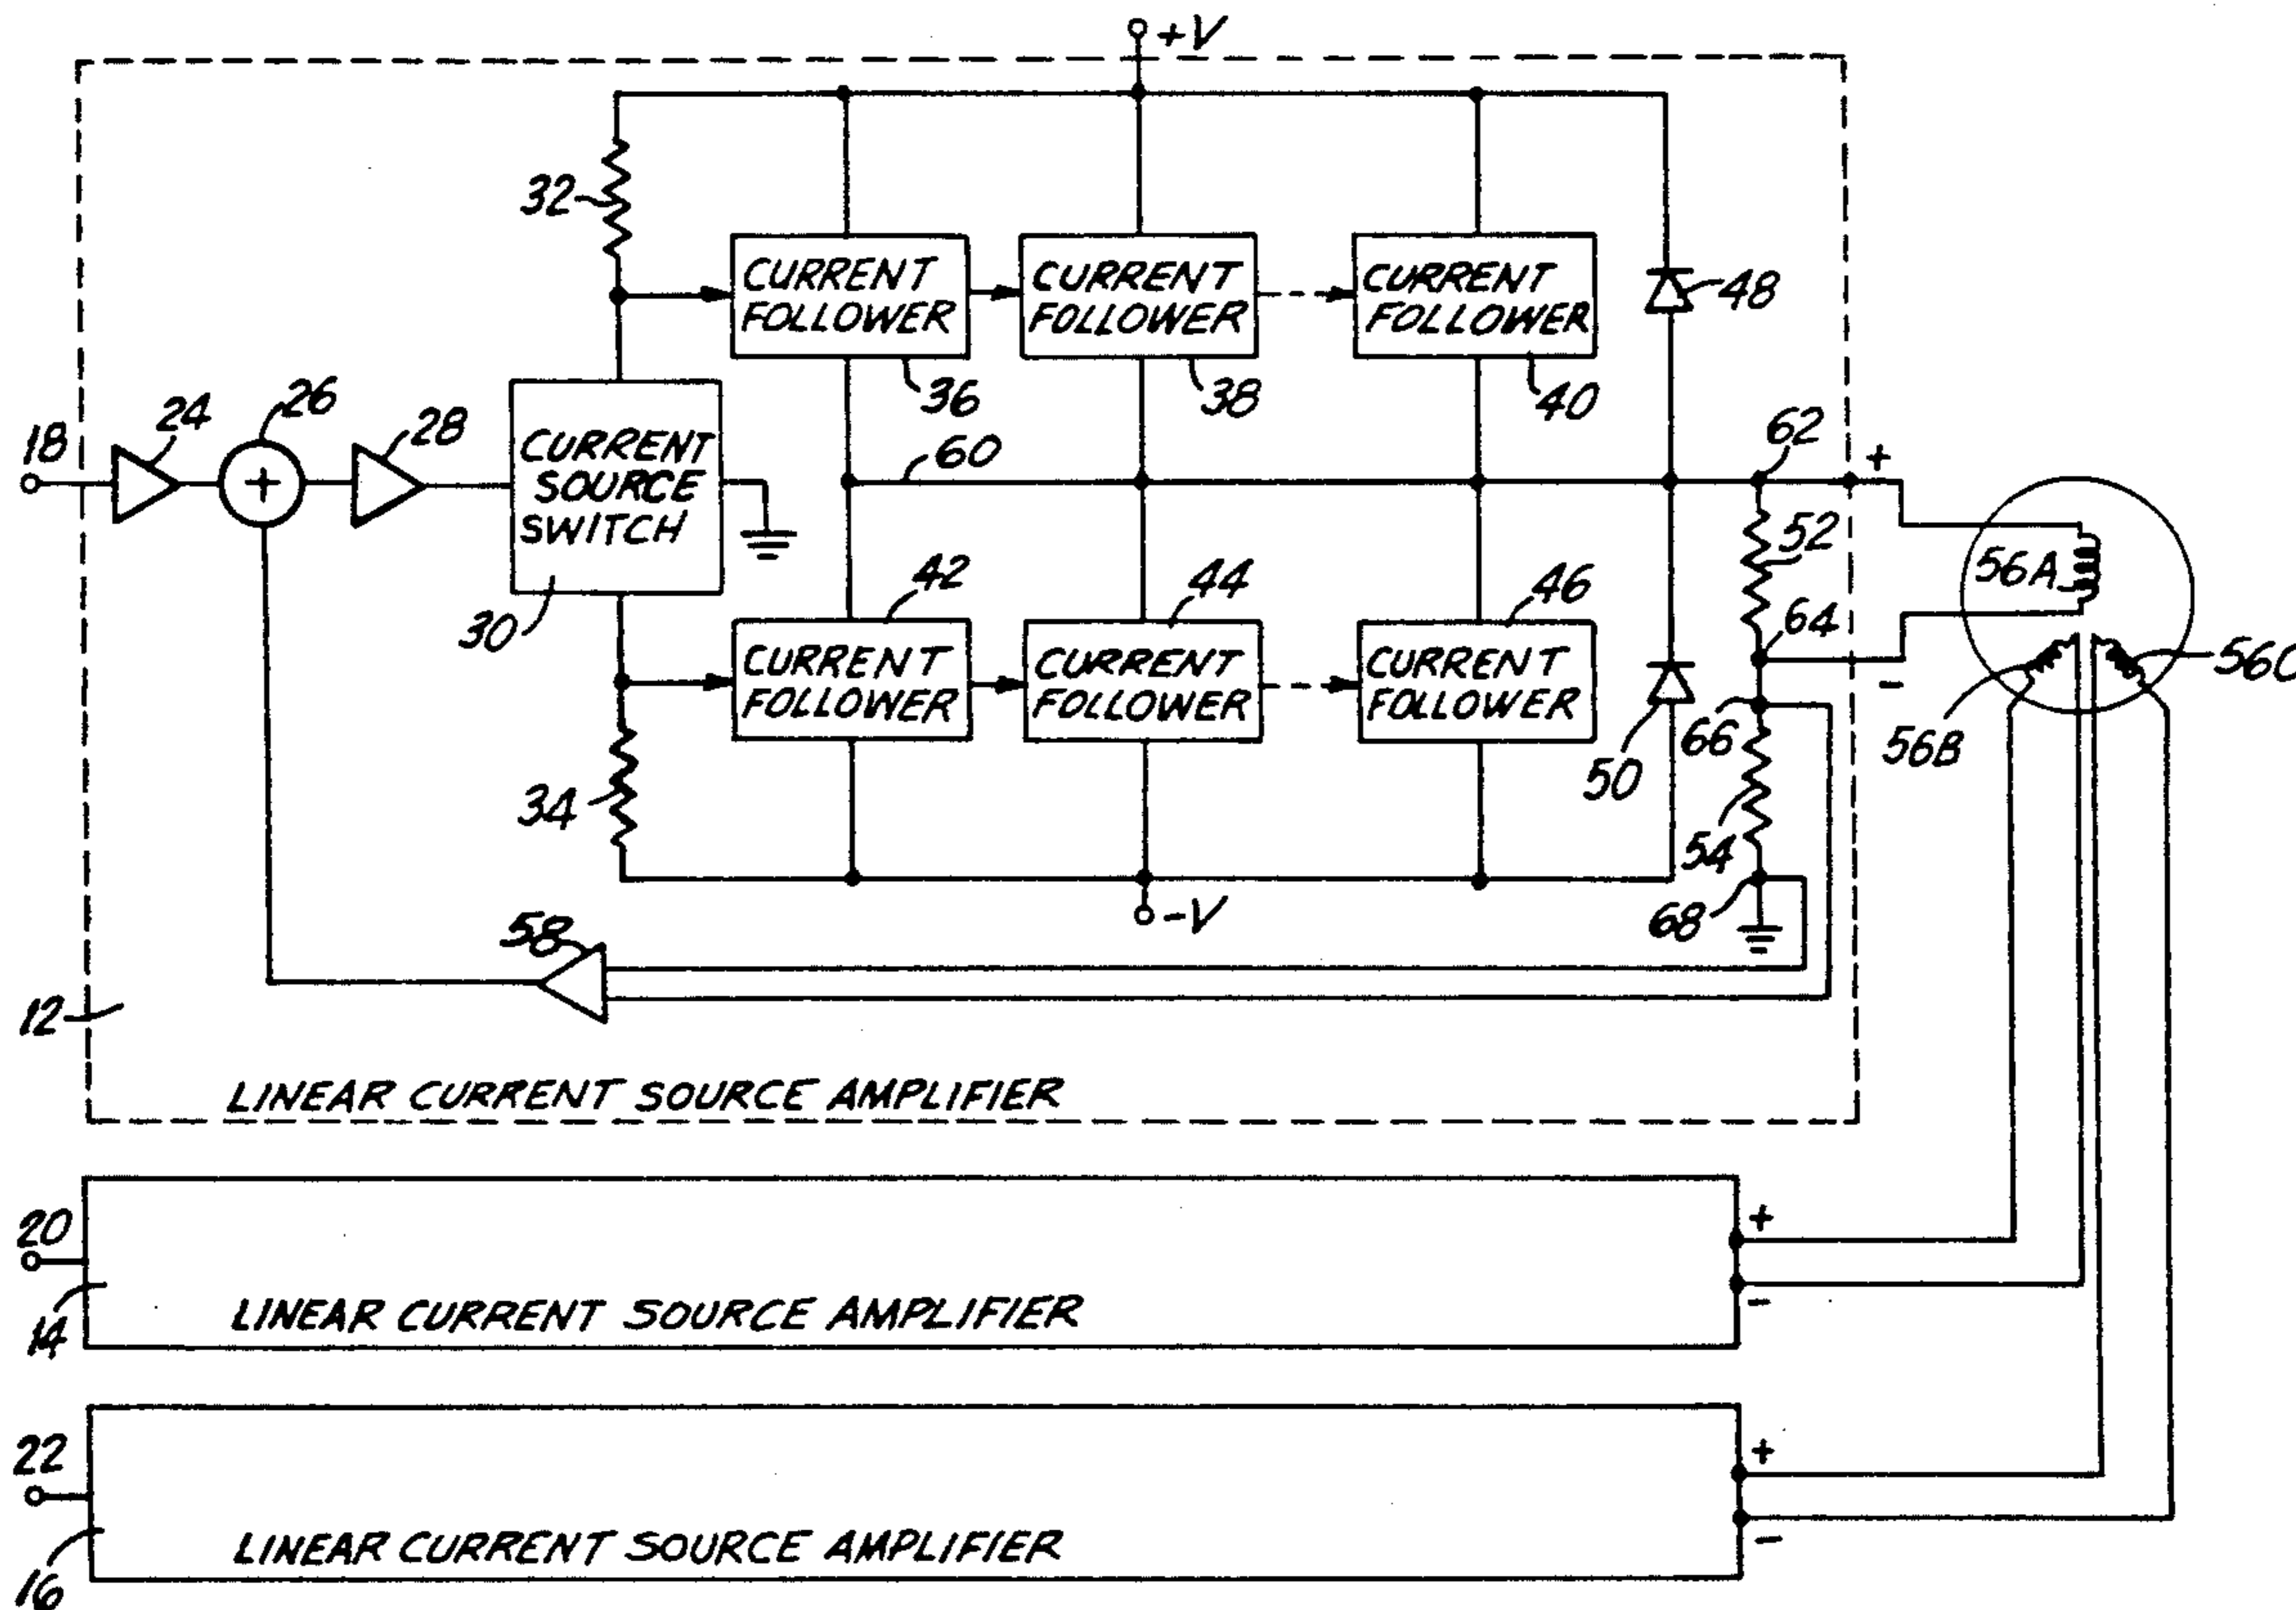 +V
32
CURRENT
FOLLOWER
CURRENT
FOLLOWER
CURRENT
FOLLOWER
48
36
38
40
18
24
26
28
CURRENT
SOURCE
SWITCH
60
62
+
+
52
56A
30
42
44
46
64
CURRENT
FOLLOWER
CURRENT
FOLLOWER
CURRENT
FOLLOWER
-
56C
66
56B
50
34
54
-V
68
58
12
LINEAR CURRENT SOURCE AMPLIFIER
20
+
-
14
LINEAR CURRENT SOURCE AMPLIFIER
22
+
-
16
LINEAR CURRENT SOURCE AMPLIFIER